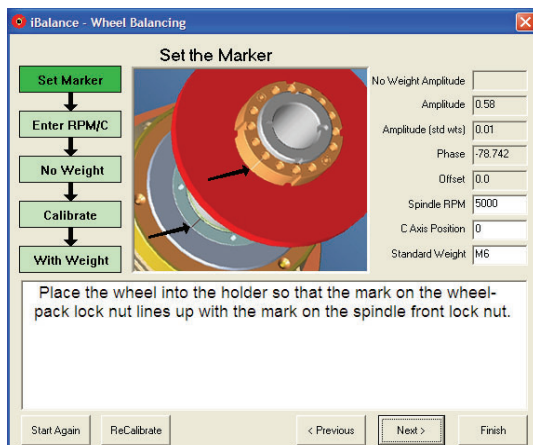 iBalance - Wheel Balancing
Set the Marker
Set Marker
Enter RPM/C
No Weight
Calibrate
With Weight
No Weight Amplitude
Amplitude 0.58
Amplitude (std wts) 0.01
Phase -78.742
Offset 0.0
Spindle RPM 5000
C Axis Position 0
Standard Weight M6
Place the wheel into the holder so that the mark on the wheel-
pack lock nut lines up with the mark on the spindle front lock nut.
Start Again ReCalibrate < Previous Next > Finish